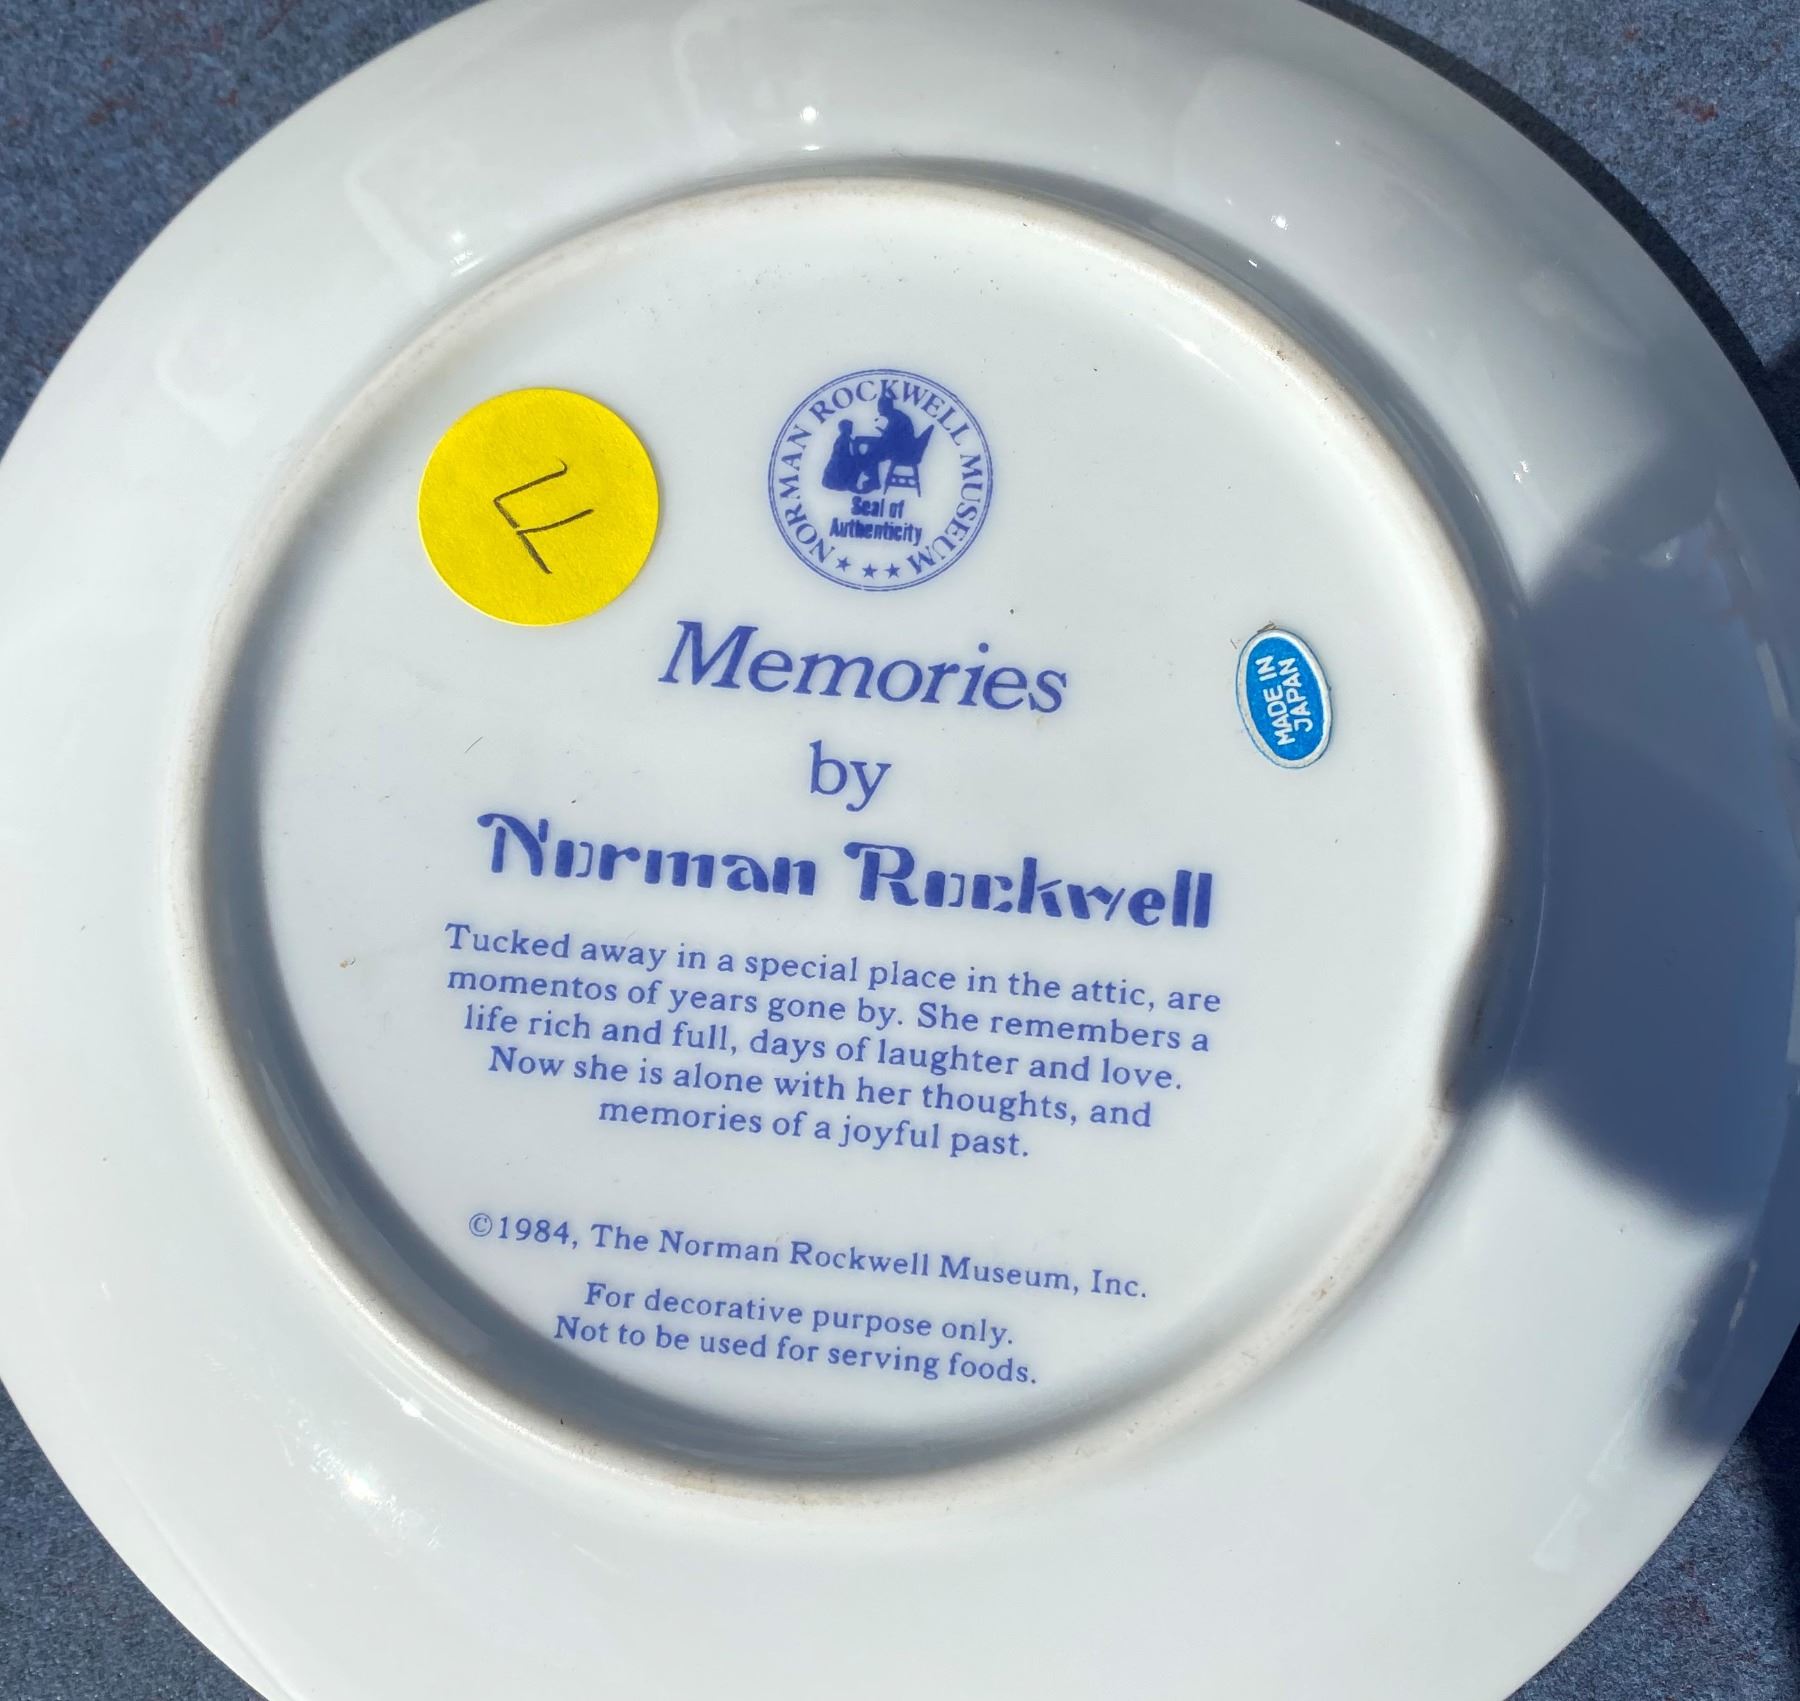 NORMAN ROCKWELL MUSEUM
Seal of
Authenticity
Memories
by
Norman Rockwell
MADE IN
JAPAN
Tucked away in a special place in the attic, are
momentos of years gone by. She remembers a
life rich and full, days of laughter and love.
Now she is alone with her thoughts, and
memories of a joyful past.
©1984, The Norman Rockwell Museum, Inc.
For decorative purpose only.
Not to be used for serving foods.